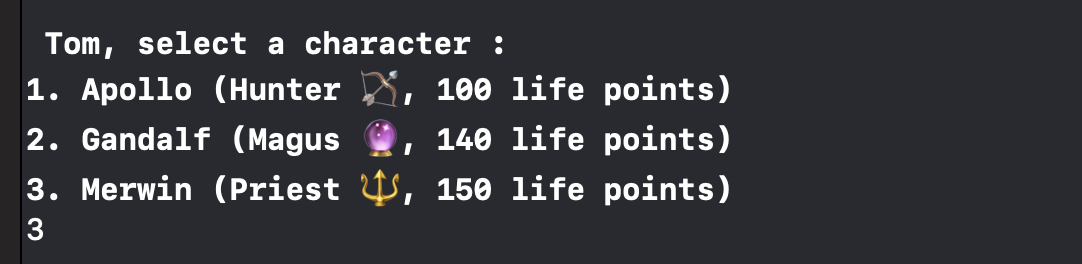 Tom, select a character :
1. Apollo (Hunter 🏹, 100 life points)
2. Gandalf (Magus 🔮, 140 life points)
3. Merwin (Priest 🔱, 150 life points)
3